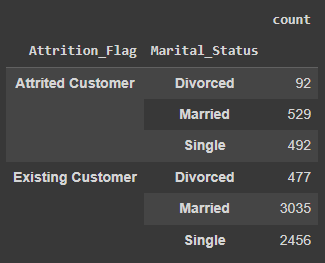 count
Attrition_Flag Marital_Status
Attrited Customer Divorced 92
Married 529
Single 492
Existing Customer Divorced 477
Married 3035
Single 2456